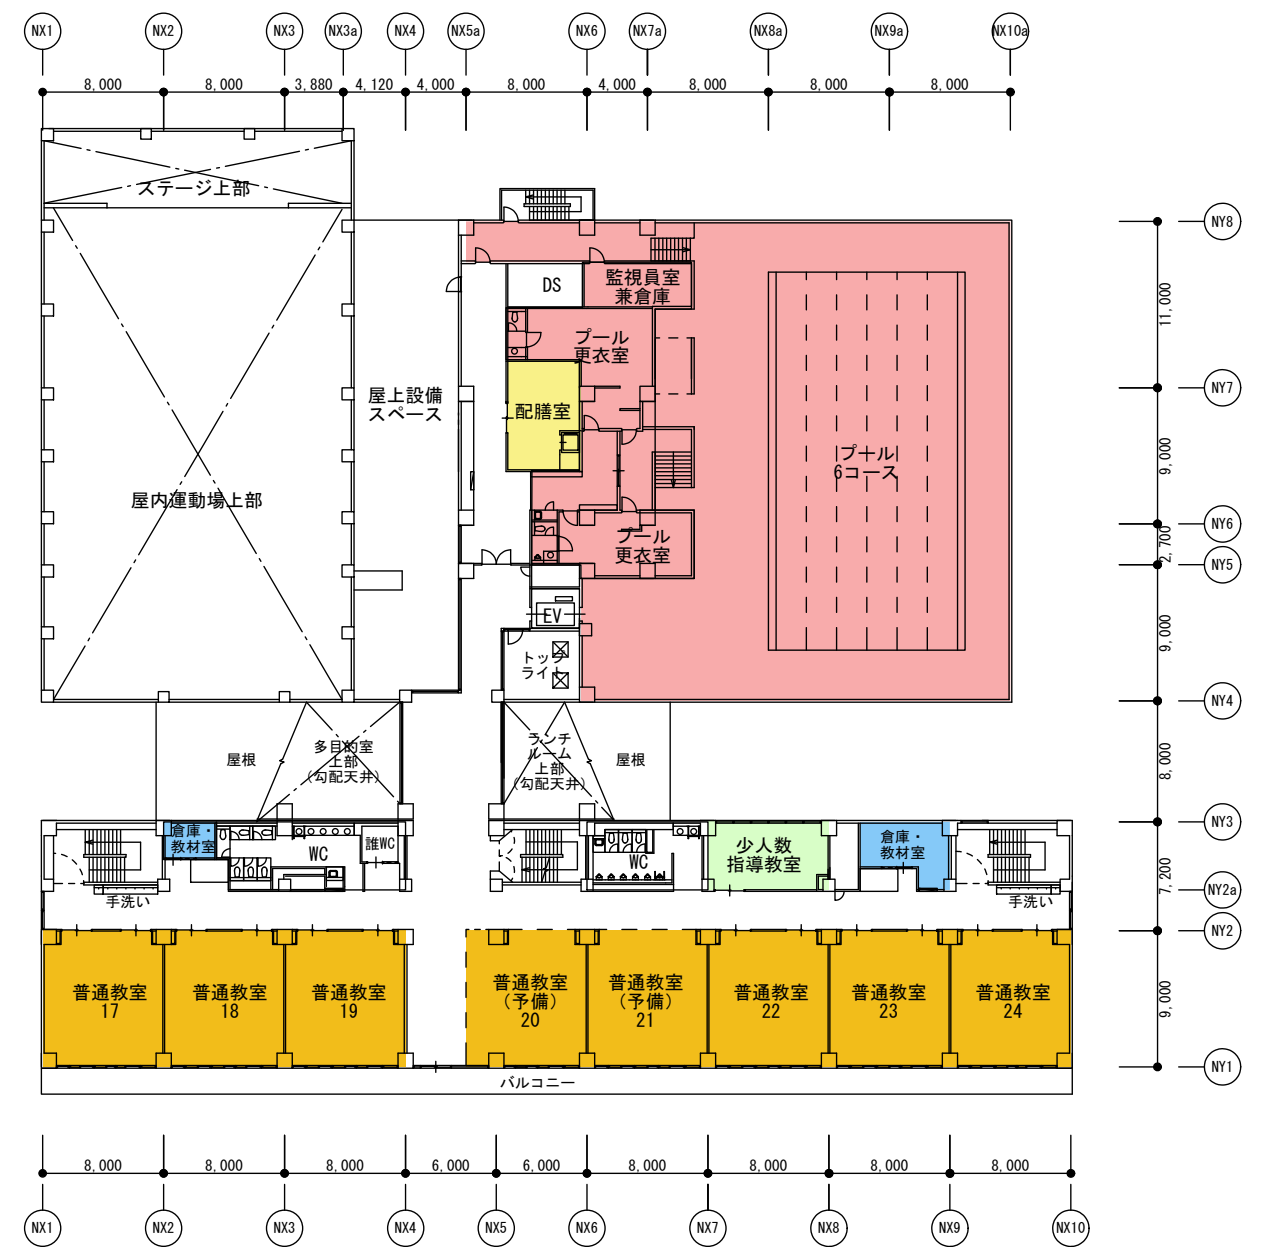 NX1 NX2 NX3 NX3a NX4 NX5a NX6 NX7a NX8a NX9a NX10a
8,000 8,000 3,880 4,120 4,000 8,000 4,000 8,000 8,000 8,000
ステージ上部
NY8
DS
監視員室
兼倉庫
11,000
プール
更衣室
屋上設備
スペース
配膳室
NY7
プール
6コース
9,000
屋内運動場上部
NY6
プール
更衣室
2,700
NY5
EV
9,000
トップ
ライト
NY4
屋根
多目的室
上部
(勾配天井)
ランチ
ルーム
上部
(勾配天井)
屋根
8,000
NY3
倉庫・
教材室
WC
誰WC
WC
少人数
指導教室
倉庫・
教材室
7,200
手洗い
手洗い
NY2a
NY2
普通教室
17
普通教室
18
普通教室
19
普通教室
(予備)
20
普通教室
(予備)
21
普通教室
22
普通教室
23
普通教室
24
9,000
NY1
バルコニー
8,000 8,000 8,000 6,000 6,000 8,000 8,000 8,000 8,000
NX1 NX2 NX3 NX4 NX5 NX6 NX7 NX8 NX9 NX10